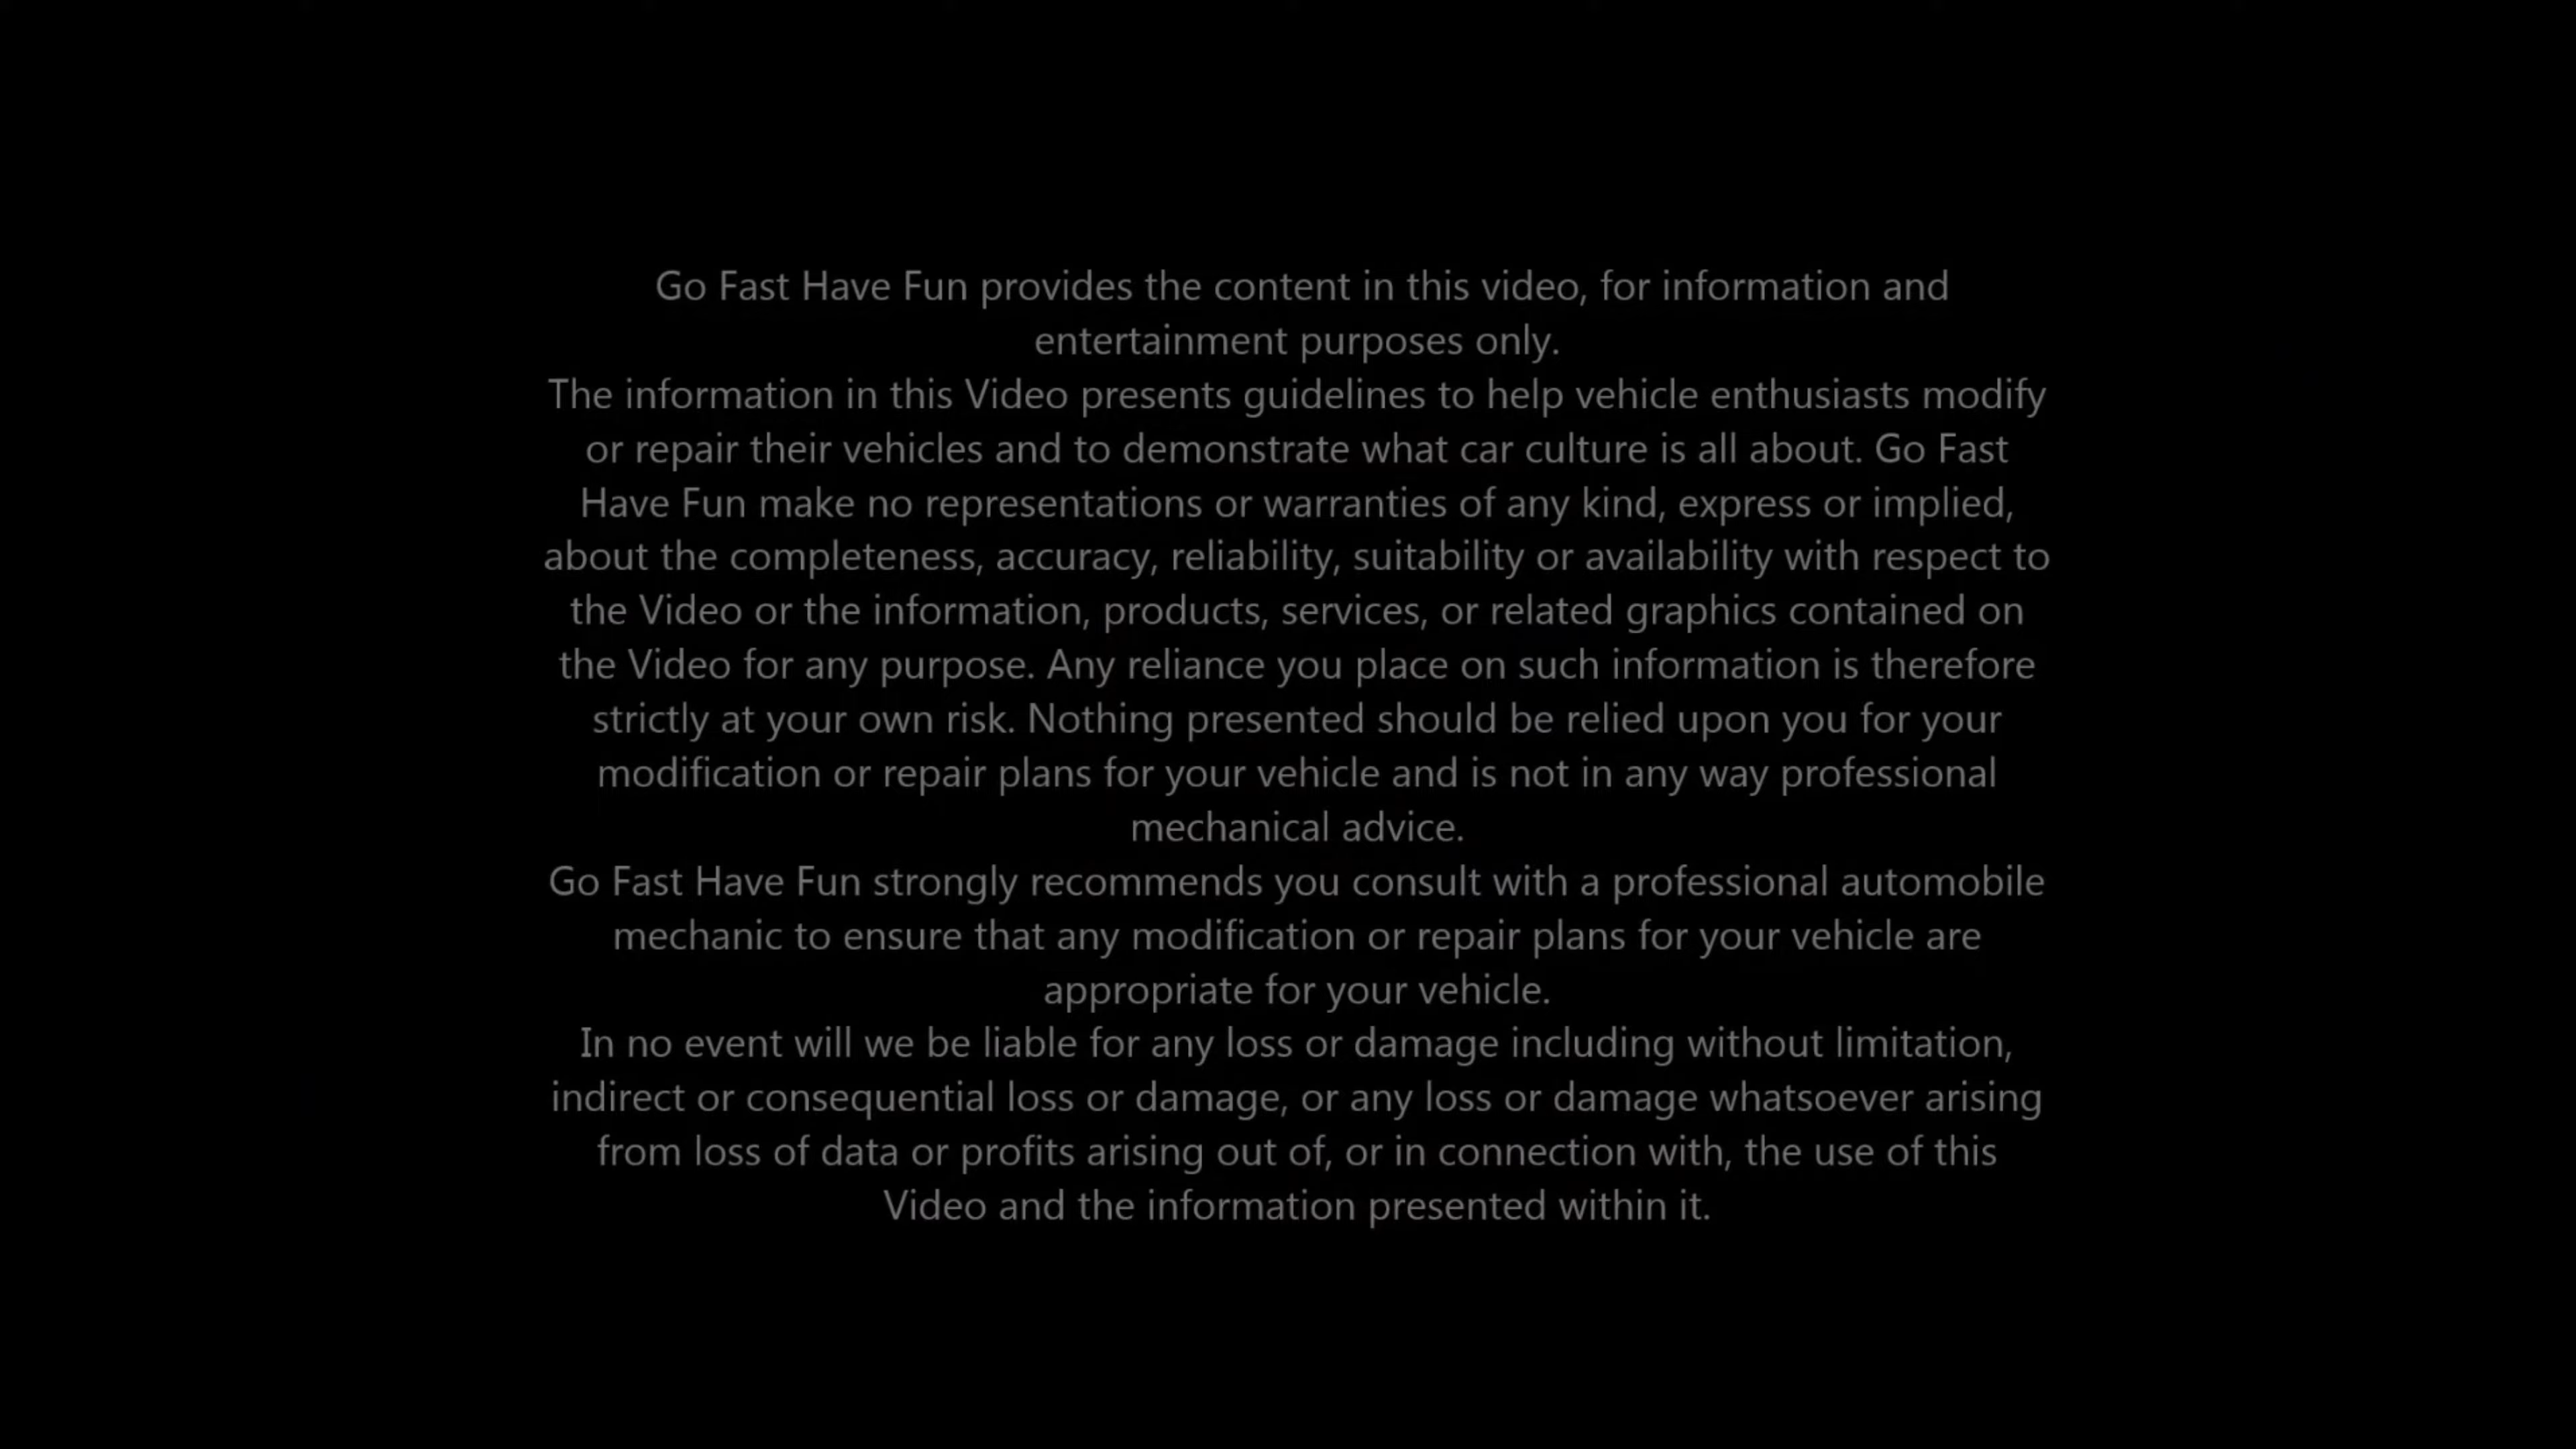 Go Fast Have Fun provides the content in this video, for information and
entertainment purposes only.
The information in this Video presents guidelines to help vehicle enthusiasts modify
or repair their vehicles and to demonstrate what car culture is all about. Go Fast
Have Fun make no representations or warranties of any kind, express or implied,
about the completeness, accuracy, reliability, suitability or availability with respect to
the Video or the information, products, services, or related graphics contained on
the Video for any purpose. Any reliance you place on such information is therefore
strictly at your own risk. Nothing presented should be relied upon you for your
modification or repair plans for your vehicle and is not in any way professional
mechanical advice.
Go Fast Have Fun strongly recommends you consult with a professional automobile
mechanic to ensure that any modification or repair plans for your vehicle are
appropriate for your vehicle.
In no event will we be liable for any loss or damage including without limitation,
indirect or consequential loss or damage, or any loss or damage whatsoever arising
from loss of data or profits arising out of, or in connection with, the use of this
Video and the information presented within it.